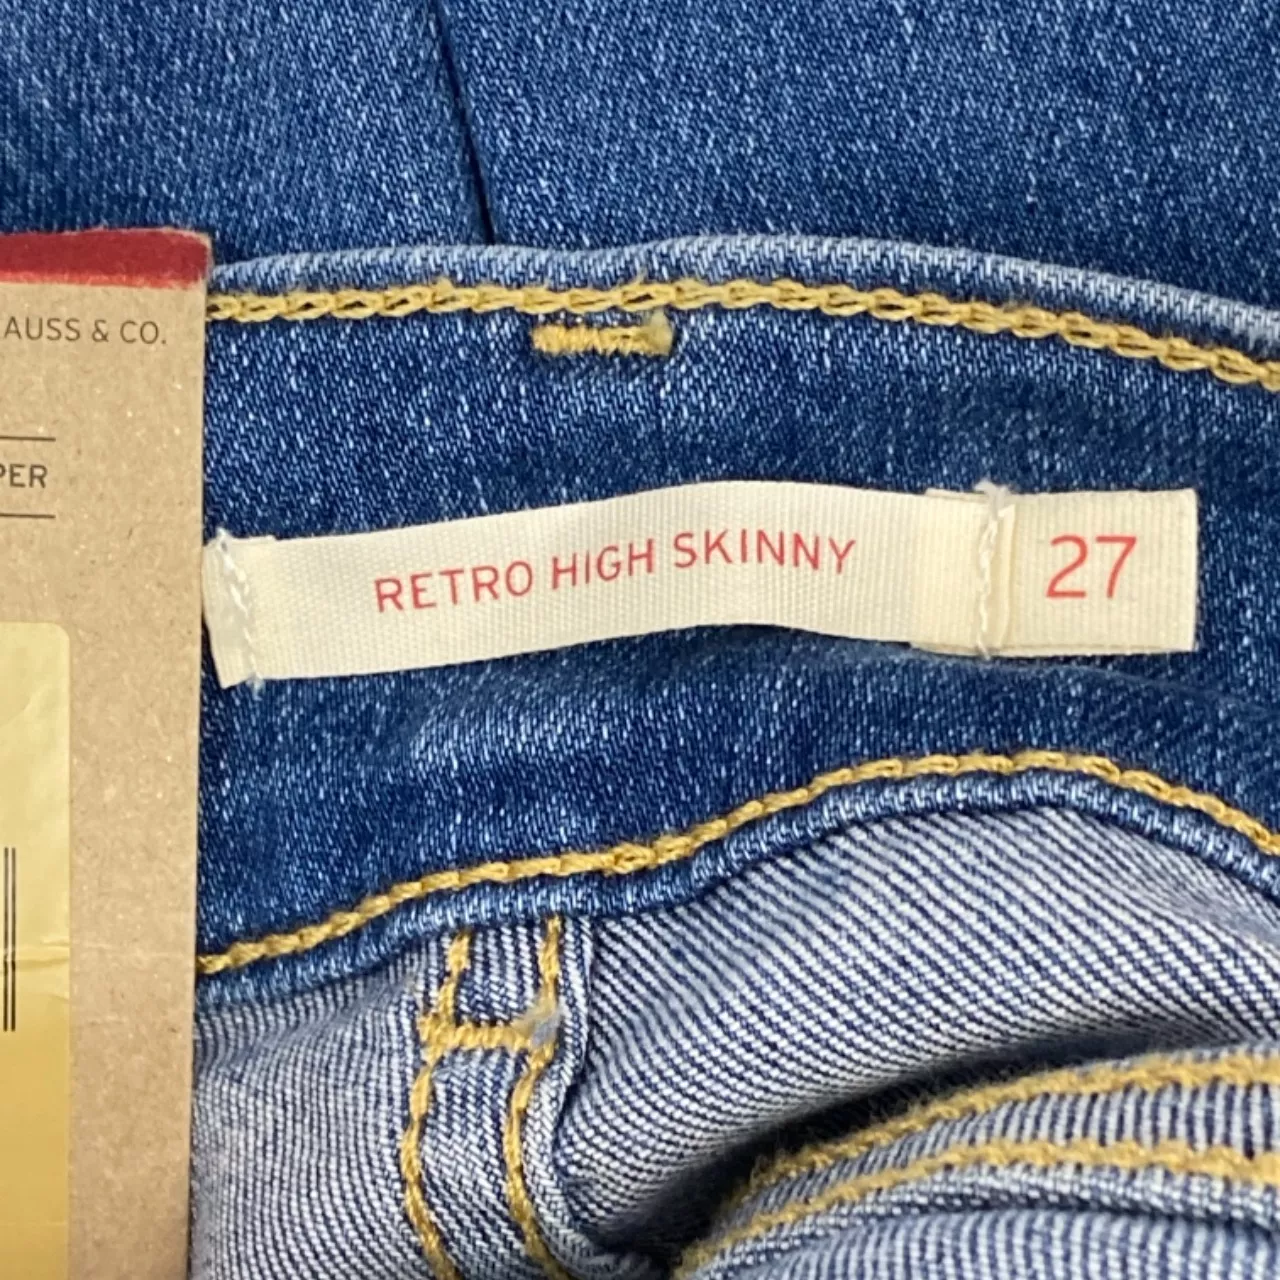 AUSS & CO.
PER
RETRO HIGH SKINNY
27